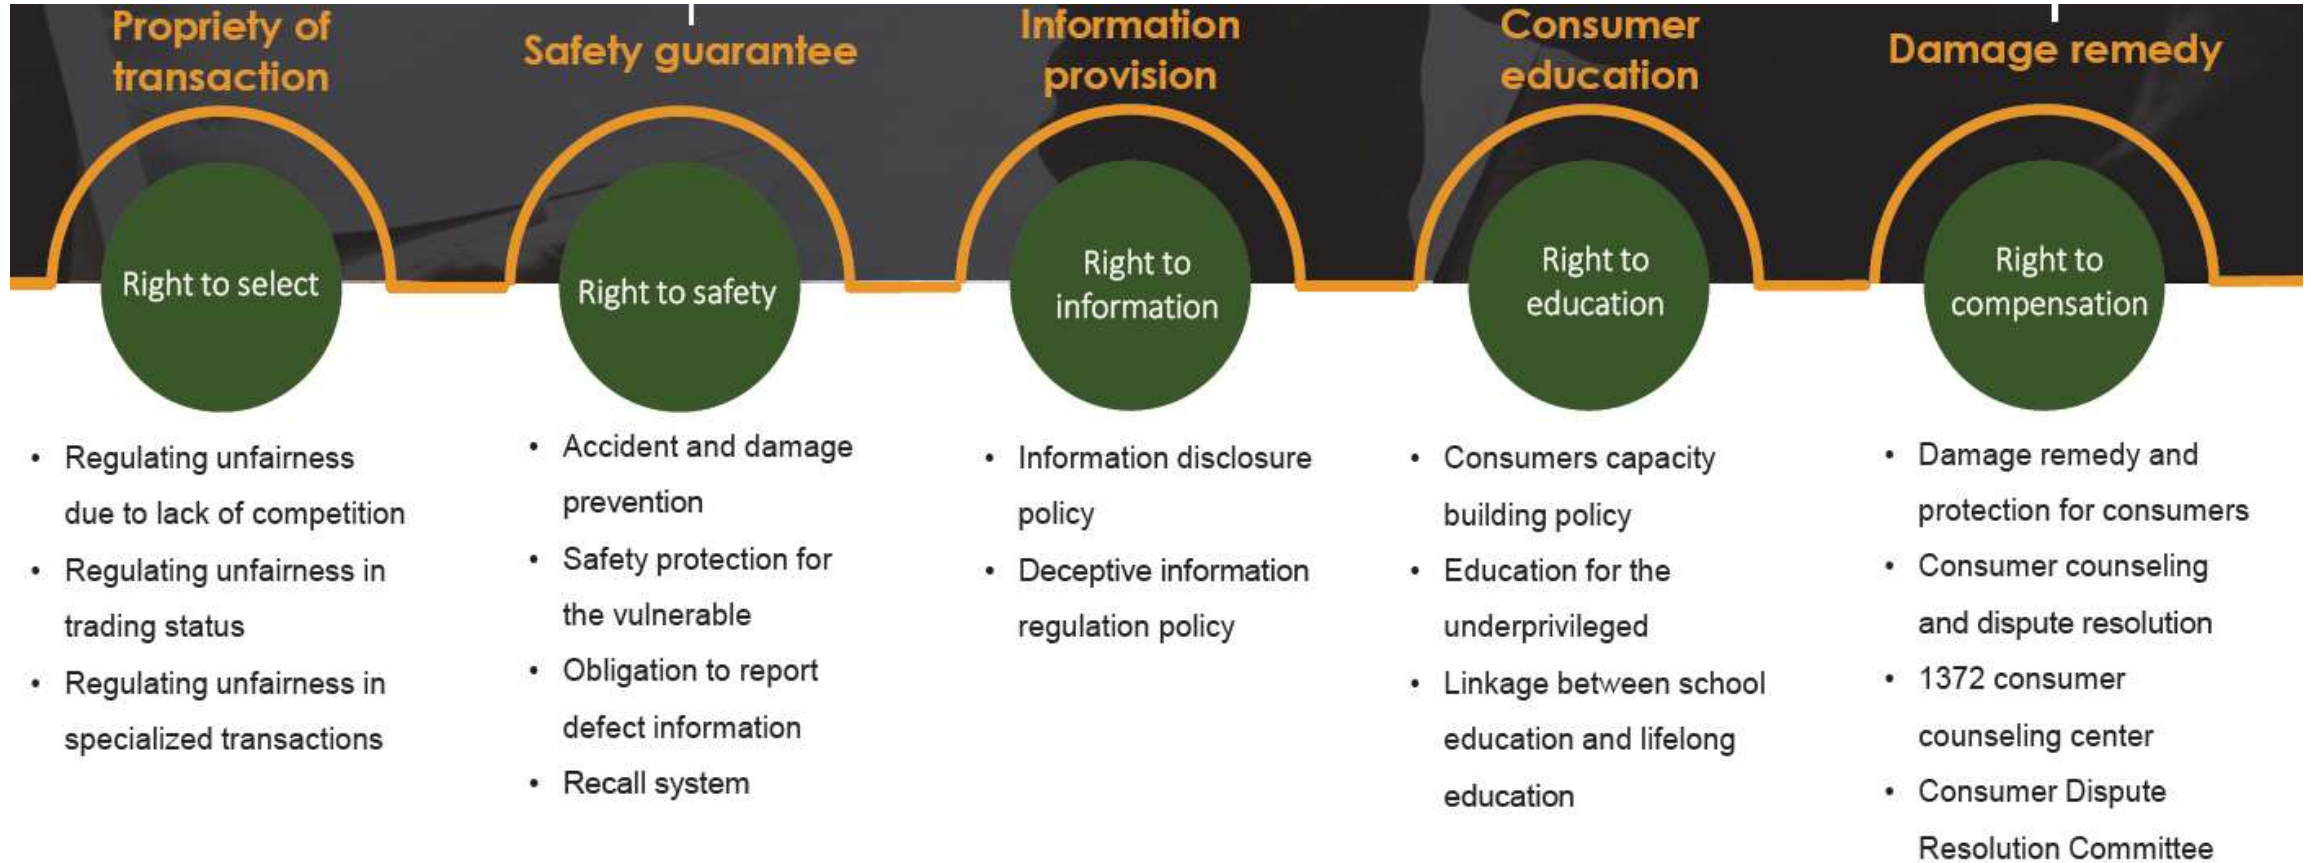 Propriety of
transaction
Safety guarantee
Information
provision
Consumer
education
Damage remedy
Right to select
Right to safety
Right to
information
Right to
education
Right to
compensation
• Regulating unfairness
due to lack of competition
• Regulating unfairness in
trading status
• Regulating unfairness in
specialized transactions
• Accident and damage
prevention
• Safety protection for
the vulnerable
• Obligation to report
defect information
• Recall system
• Information disclosure
policy
• Deceptive information
regulation policy
• Consumers capacity
building policy
• Education for the
underprivileged
• Linkage between school
education and lifelong
education
• Damage remedy and
protection for consumers
• Consumer counseling
and dispute resolution
• 1372 consumer
counseling center
• Consumer Dispute
Resolution Committee